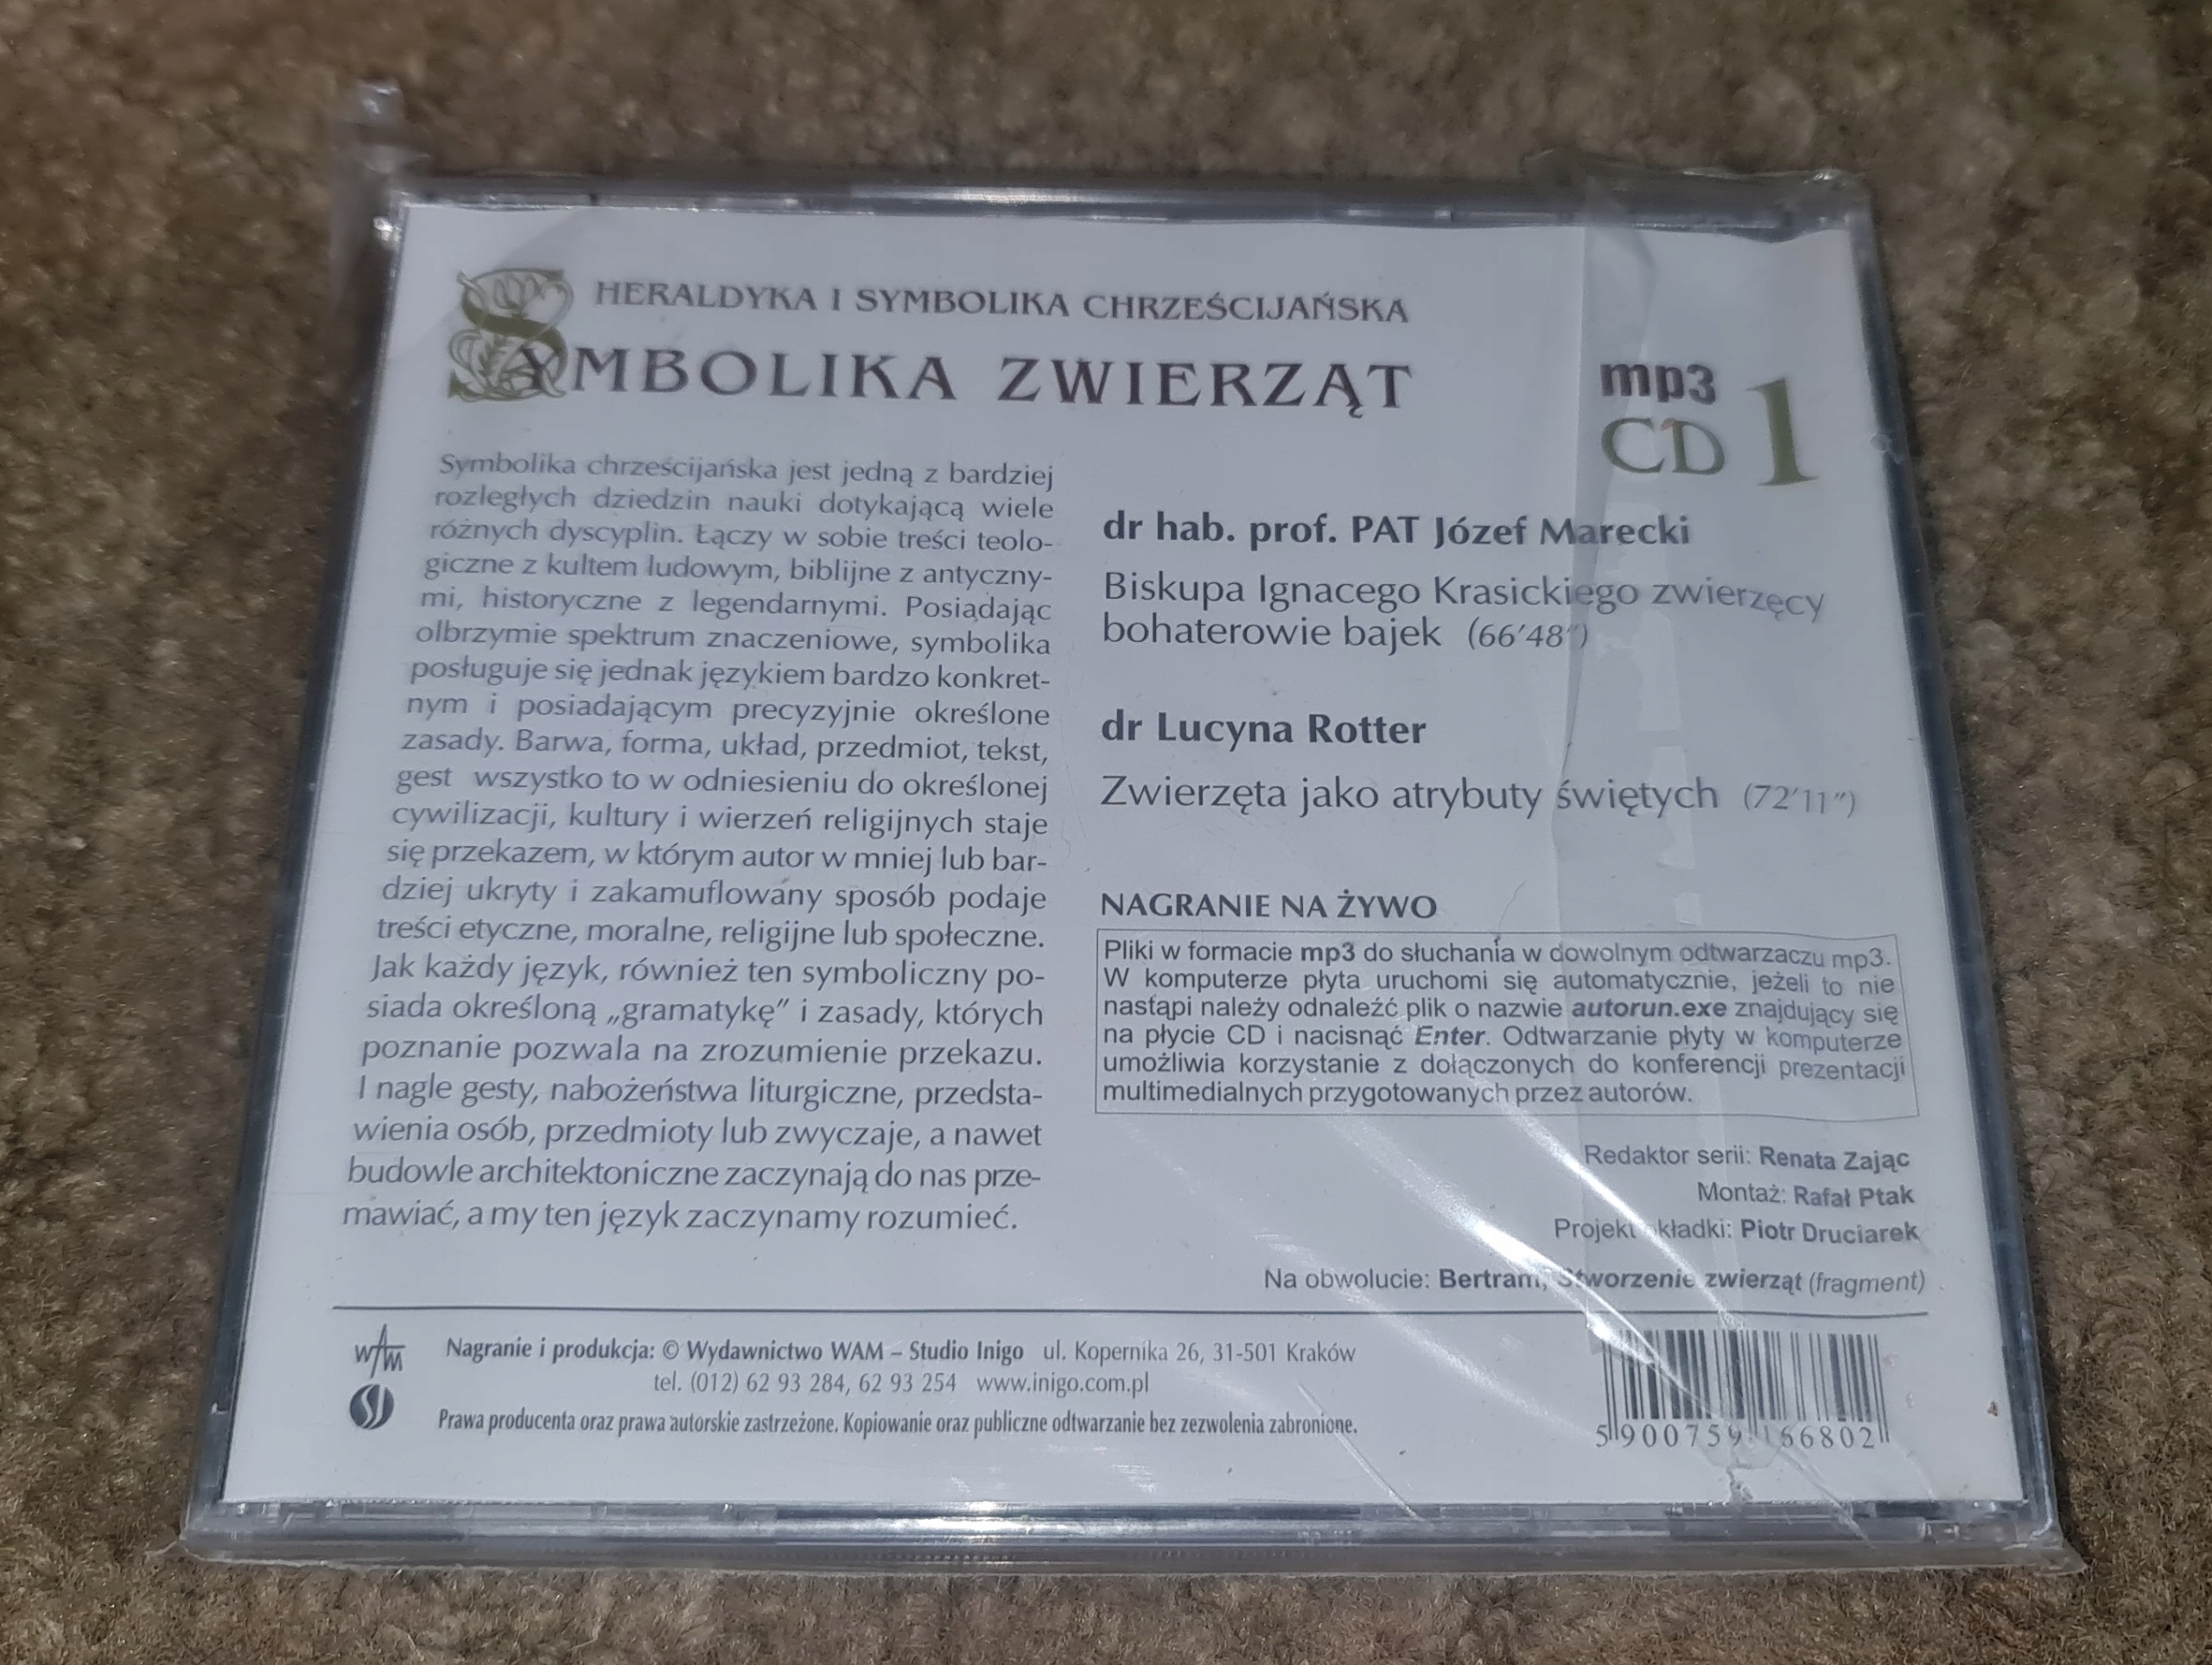 HERALDYKA I SYMBOLIKA CHRZEŚCIJAŃSKA
SYMBOLIKA ZWIERZĄT
mp3
CD 1
Symbolika chrześcijańska jest jedną z bardziej
rozległych dziedzin nauki dotykającą wiele
różnych dyscyplin. Łączy w sobie treści teolo-
giczne z kultem ludowym, biblijne z antyczny-
mi, historyczne z legendarnymi. Posiadając
olbrzymie spektrum znaczeniowe, symbolika
posługuje się jednak językiem bardzo konkret-
nym i posiadającym precyzyjnie określone
zasady. Barwa, forma, układ, przedmiot, tekst,
gest wszystko to w odniesieniu do określonej
cywilizacji, kultury i wierzeń religijnych staje
się przekazem, w którym autor w mniej lub bar-
dziej ukryty i zakamuflowany sposób podaje
treści etyczne, moralne, religijne lub społeczne.
Jak każdy język, również ten symboliczny po-
siada określoną „gramatykę” i zasady, których
poznanie pozwala na zrozumienie przekazu.
I nagle gesty, nabożeństwa liturgiczne, przedsta-
wienia osób, przedmioty lub zwyczaje, a nawet
budowle architektoniczne zaczynają do nas prze-
mawiać, a my ten język zaczynamy rozumieć.
dr hab. prof. PAT Józef Marecki
Biskupa Ignacego Krasickiego zwierzęcy
bohaterowie bajek (66’48”)
dr Lucyna Rotter
Zwierzęta jako atrybuty świętych (72’11”)
NAGRANIE NA ŻYWO
Pliki w formacie mp3 do słuchania w dowolnym odtwarzaczu mp3.
W komputerze płyta uruchomi się automatycznie, jeżeli to nie
nastąpi należy odnaleźć plik o nazwie autorun.exe znajdujący się
na płycie CD i nacisnąć Enter. Odtwarzanie płyty w komputerze
umożliwia korzystanie z dołączonych do konferencji prezentacji
multimedialnych przygotowanych przez autorów.
Redaktor serii: Renata Zając
Montaż: Rafał Ptak
Projekt okładki: Piotr Druciarek
Na obwolucie: Bertram, Stworzenie zwierząt (fragment)
WAM
SJ
Nagranie i produkcja: © Wydawnictwo WAM – Studio Inigo ul. Kopernika 26, 31-501 Kraków
tel. (012) 62 93 284, 62 93 254 www.inigo.com.pl
Prawa producenta oraz prawa autorskie zastrzeżone. Kopiowanie oraz publiczne odtwarzanie bez zezwolenia zabronione.
5 900759 166802